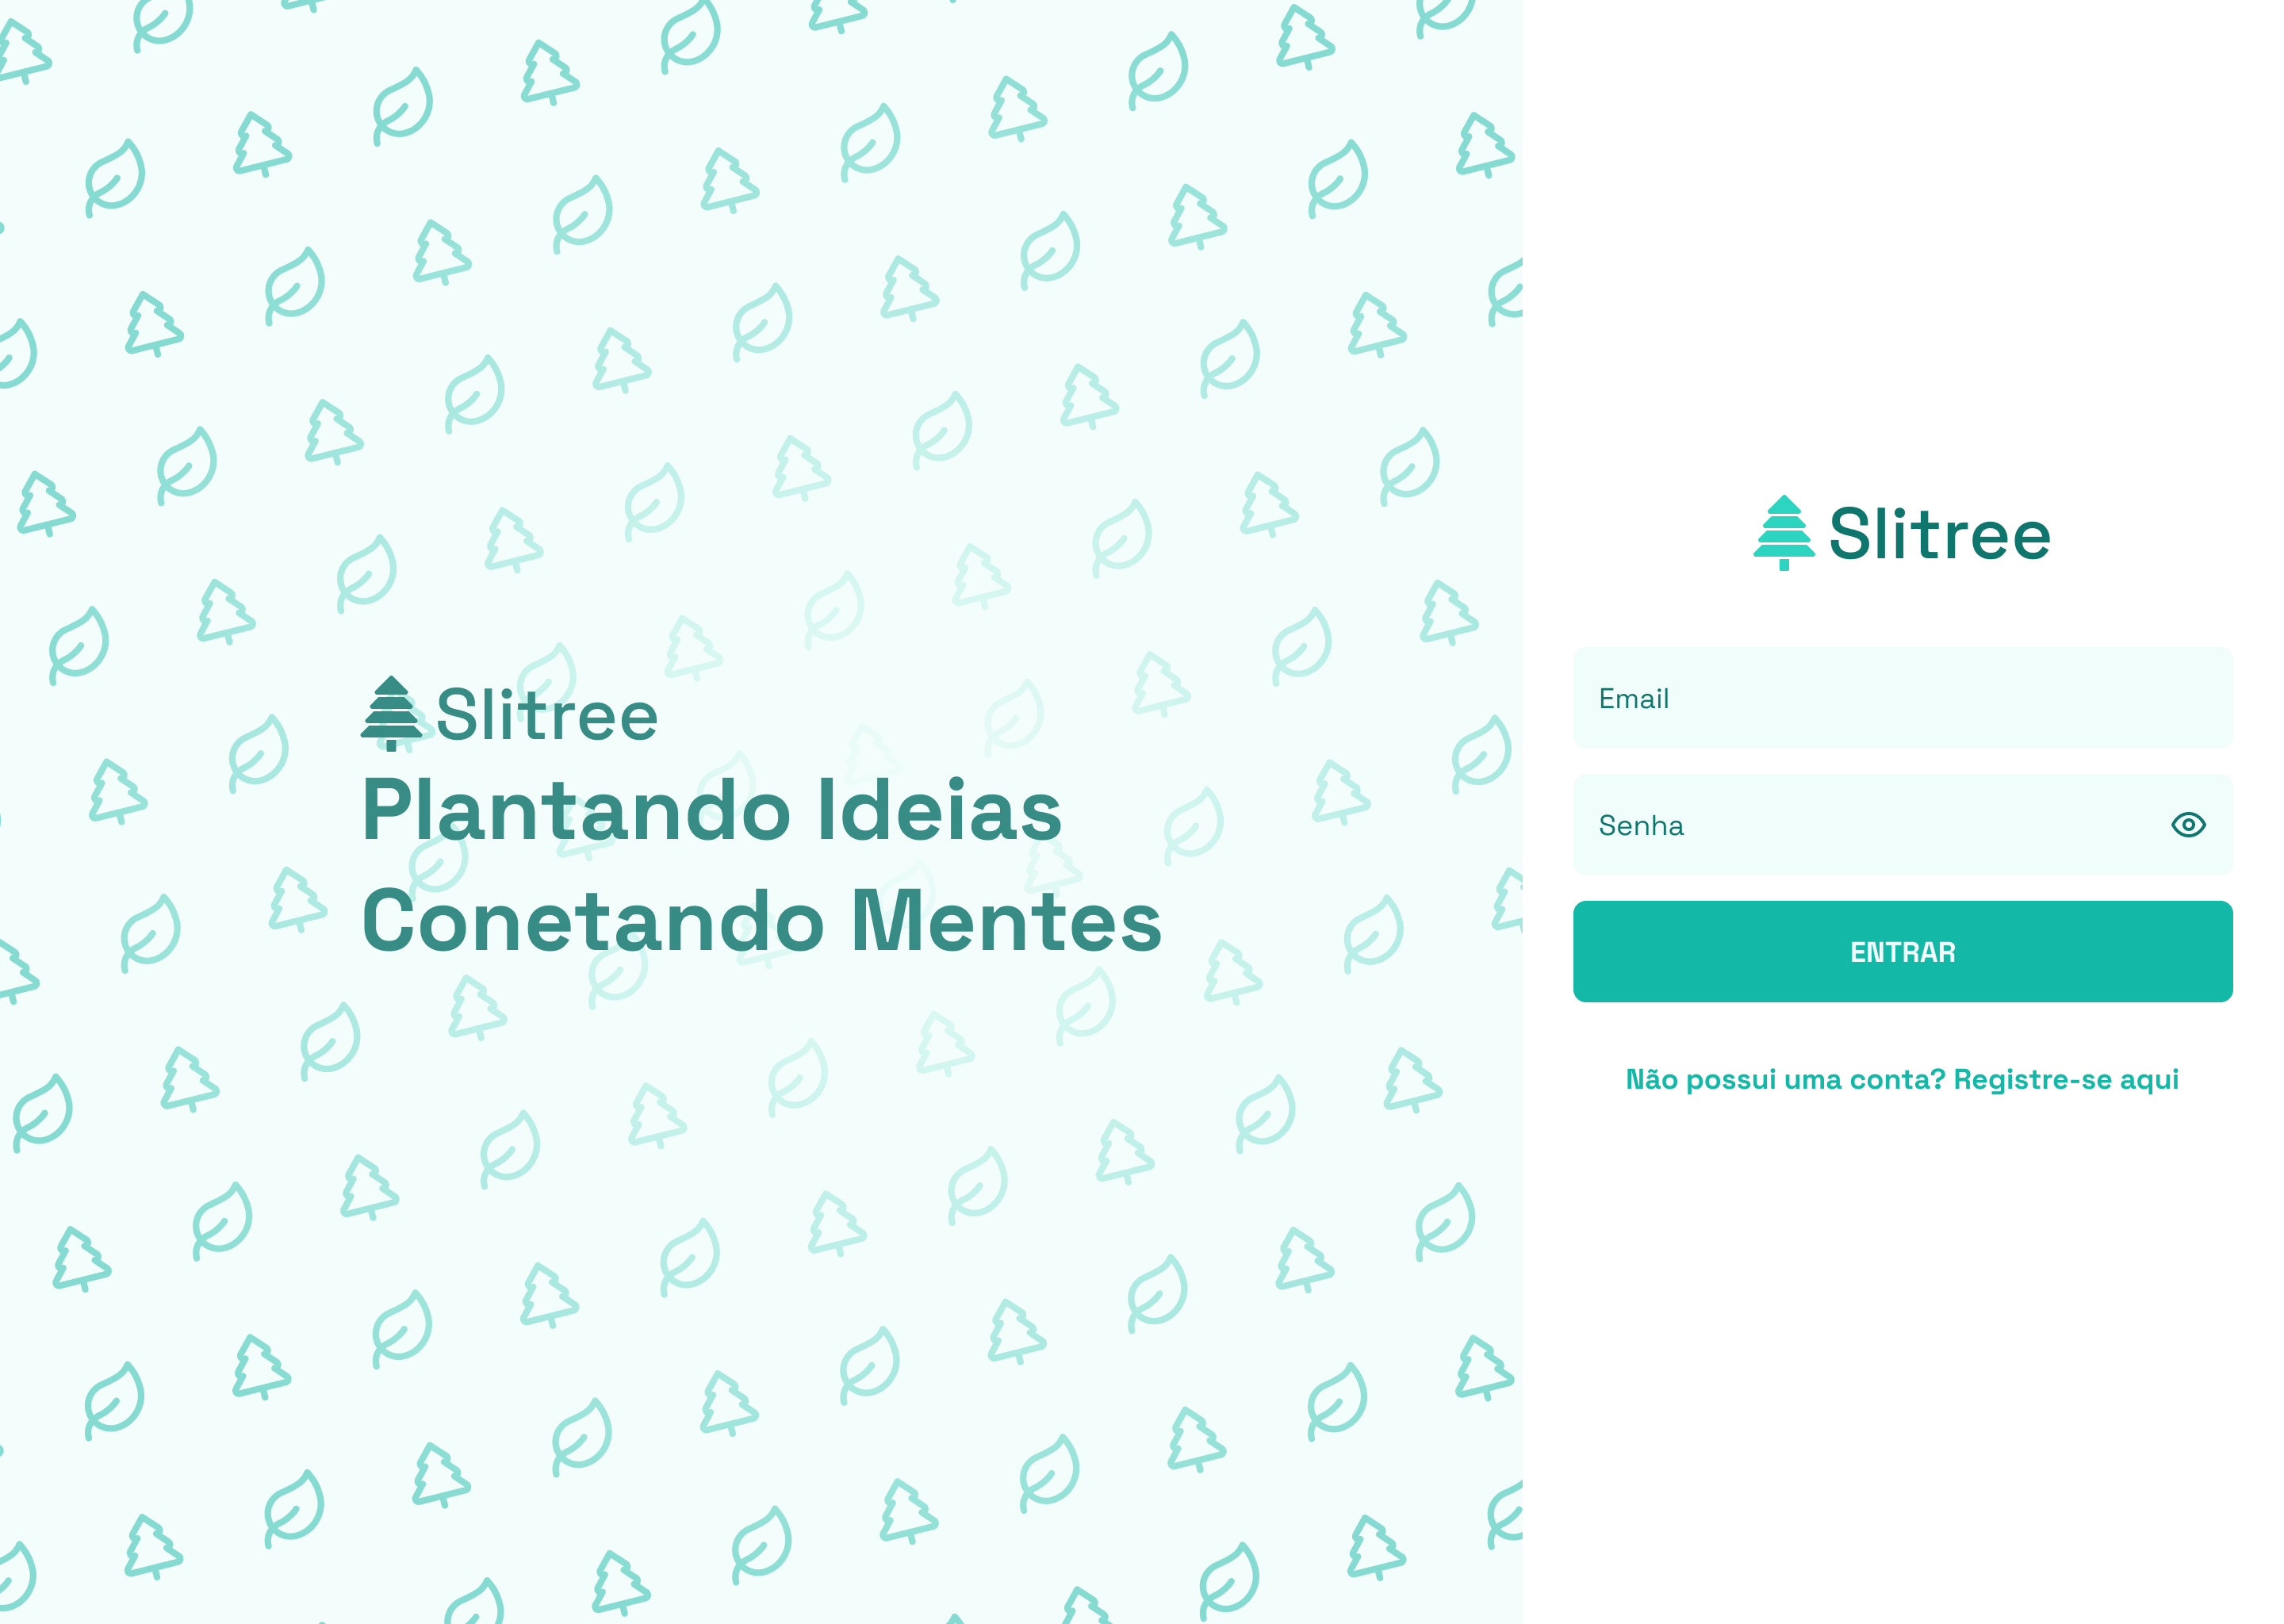 Slitree
Plantando Ideias
Conetando Mentes
Slitree
Email
Senha
ENTRAR
Não possui uma conta? Registre-se aqui